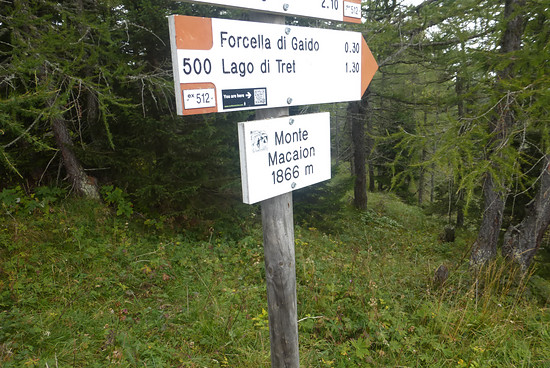 2.10 512
Forcella di Gaido 0.30
500 Lago di Tret 1.30
512
You are here
Monte
Macaion
1866 m